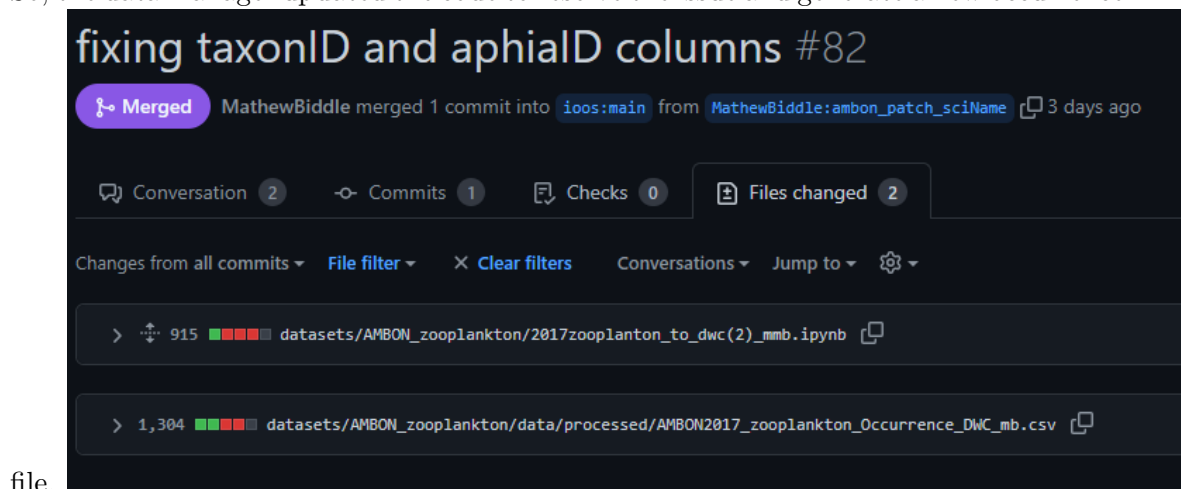 fixing taxonID and aphiaID columns #82
Merged MathewBiddle merged 1 commit into ioos:main from MathewBiddle:ambon_patch_sciName 3 days ago
Conversation 2 Commits 1 Checks 0 Files changed 2
Changes from all commits File filter Clear filters Conversations Jump to
915 datasets/AMBON_zooplankton/2017zooplanton_to_dwc(2)_mmb.ipynb
1,304 datasets/AMBON_zooplankton/data/processed/AMBON2017_zooplankton_Occurrence_DWC_mb.csv
file